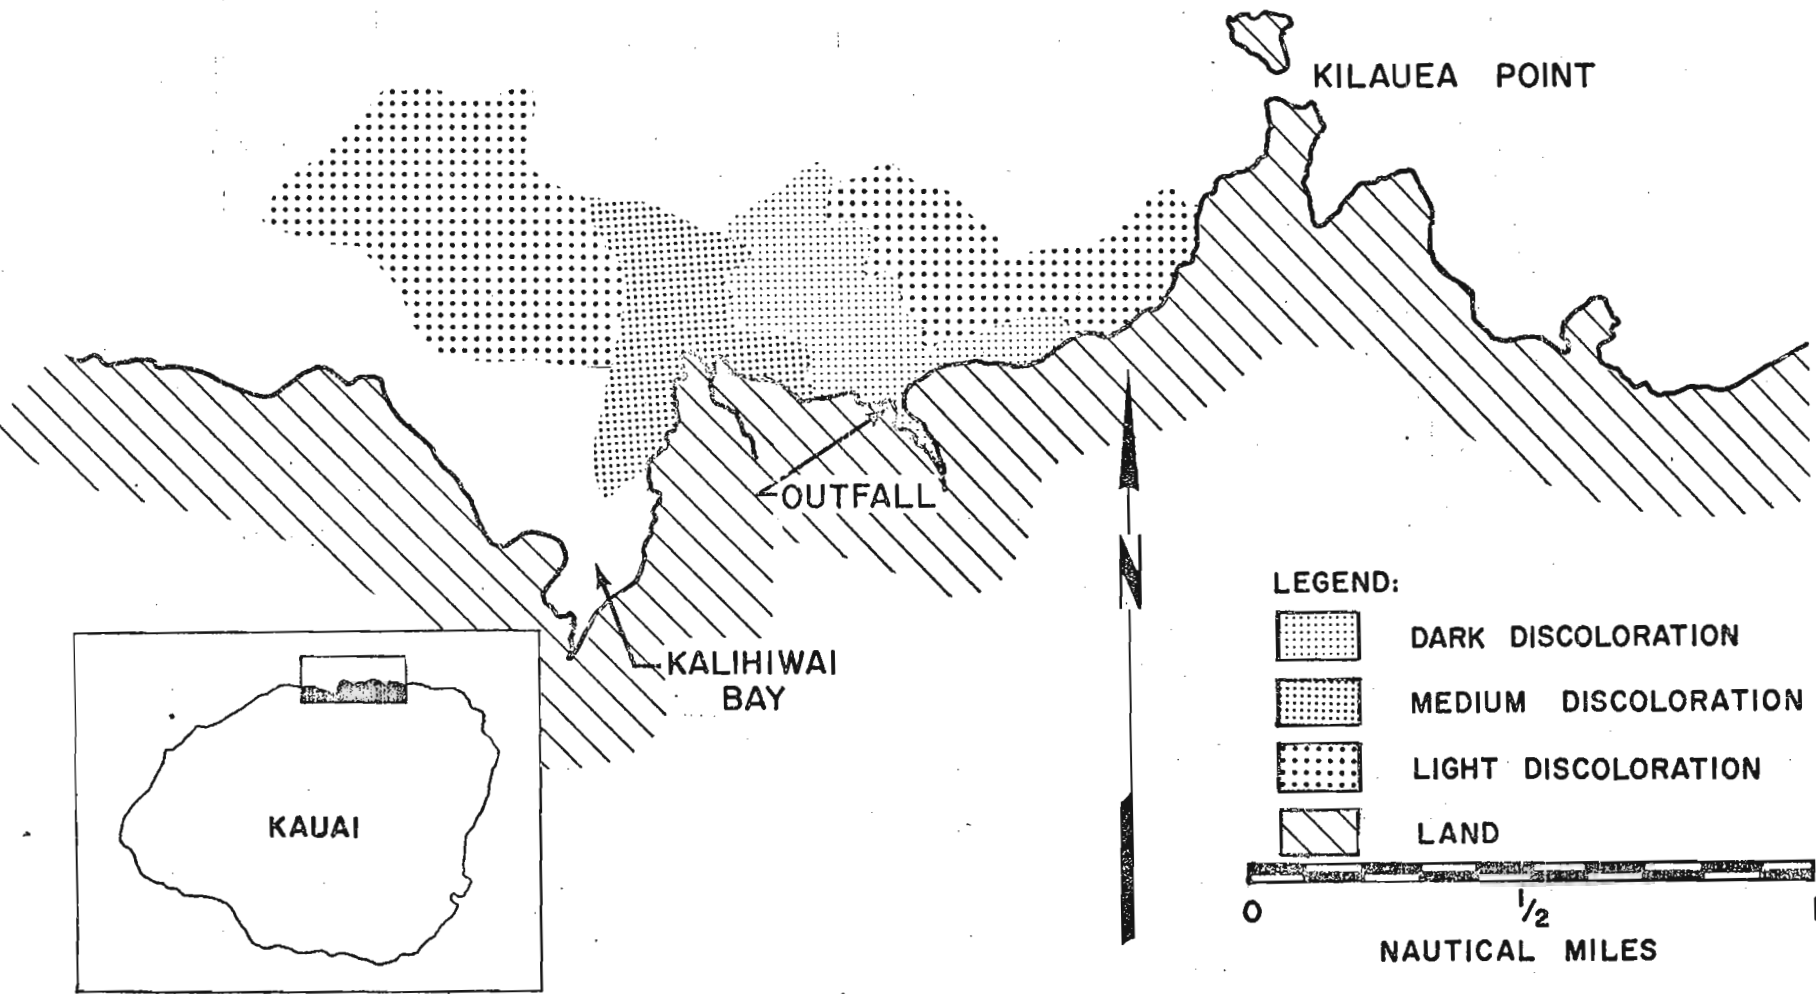 KILAUEA POINT
OUTFALL
N
KALIHIWAI
BAY
KAUAI
LEGEND:
DARK DISCOLORATION
MEDIUM DISCOLORATION
LIGHT DISCOLORATION
LAND
0 1/2 1
NAUTICAL MILES